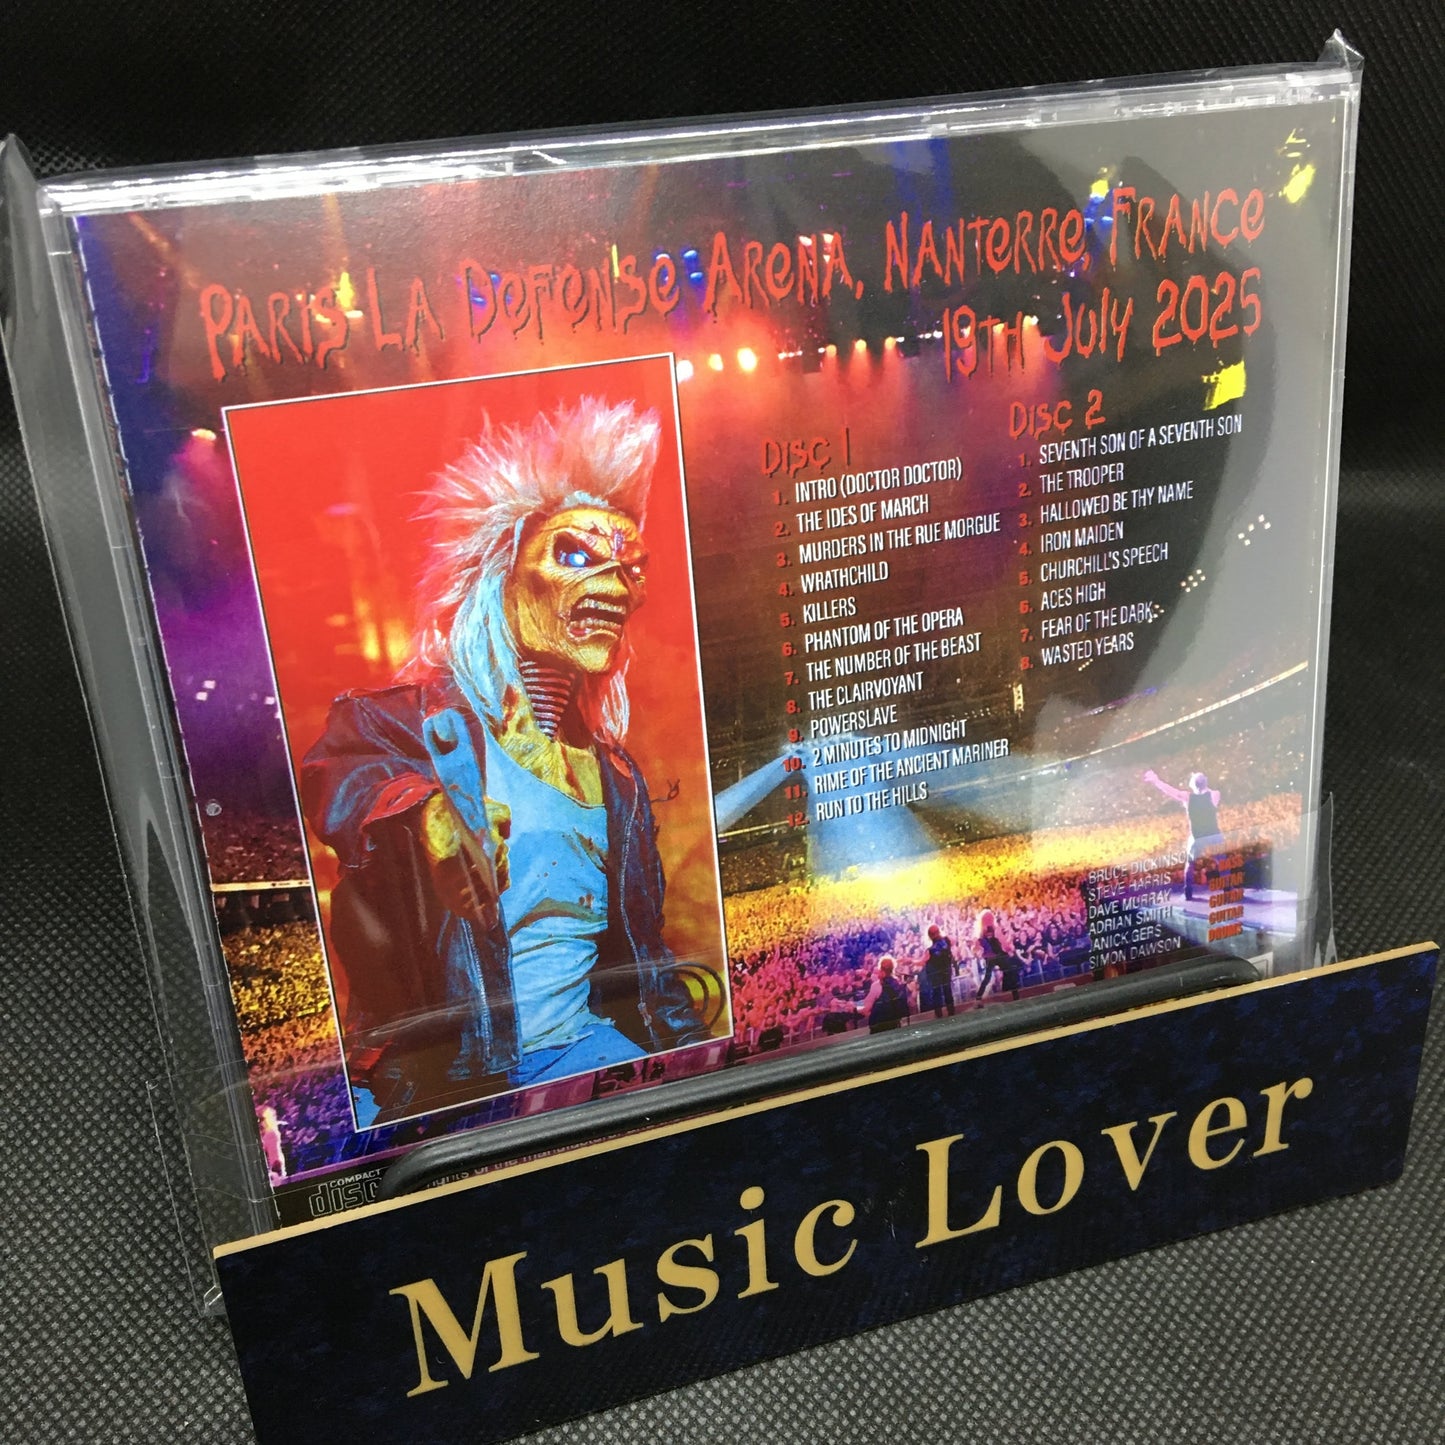 Paris La Defense Arena, Nanterre, France
19th July 2025
Disc 1
1. INTRO (DOCTOR DOCTOR)
2. THE IDES OF MARCH
3. MURDERS IN THE RUE MORGUE
4. WRATHCHILD
5. KILLERS
6. PHANTOM OF THE OPERA
7. THE NUMBER OF THE BEAST
8. THE CLAIRVOYANT
9. POWERSLAVE
10. 2 MINUTES TO MIDNIGHT
11. RIME OF THE ANCIENT MARINER
12. RUN TO THE HILLS
Disc 2
1. SEVENTH SON OF A SEVENTH SON
2. THE TROOPER
3. HALLOWED BE THY NAME
4. IRON MAIDEN
5. CHURCHILL'S SPEECH
6. ACES HIGH
7. FEAR OF THE DARK
8. WASTED YEARS
BRUCE DICKINSON
STEVE HARRIS BASS
DAVE MURRAY GUITAR
ADRIAN SMITH GUITAR
JANICK GERS GUITAR
SIMON DAWSON DRUMS
COMPACT
disc
rights of the
Music Lover